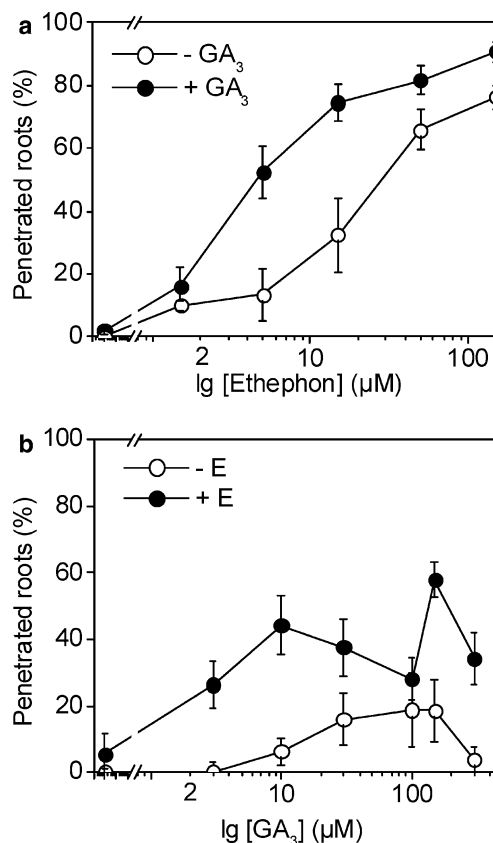 a
100
80
60
40
20
0
- GA₃
+ GA₃
Penetrated roots (%)
2 10 100
lg [Ethephon] (µM)
b
100
80
60
40
20
0
- E
+ E
Penetrated roots (%)
2 10 100
lg [GA₃] (µM)